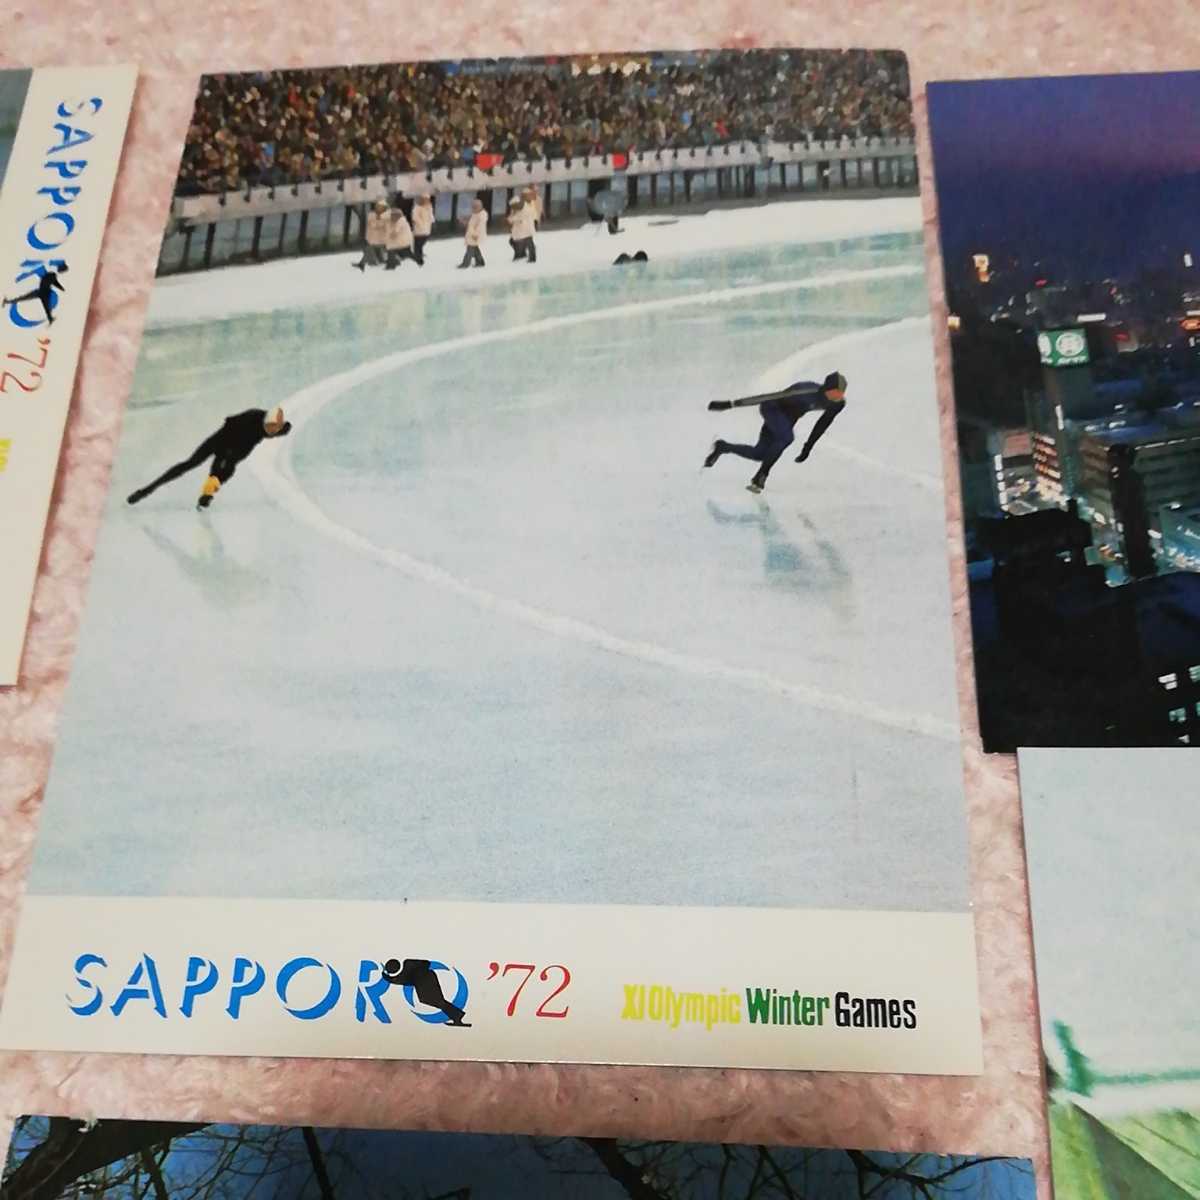 SAPPORO '72
SAPPORO '72 XI Olympic Winter Games